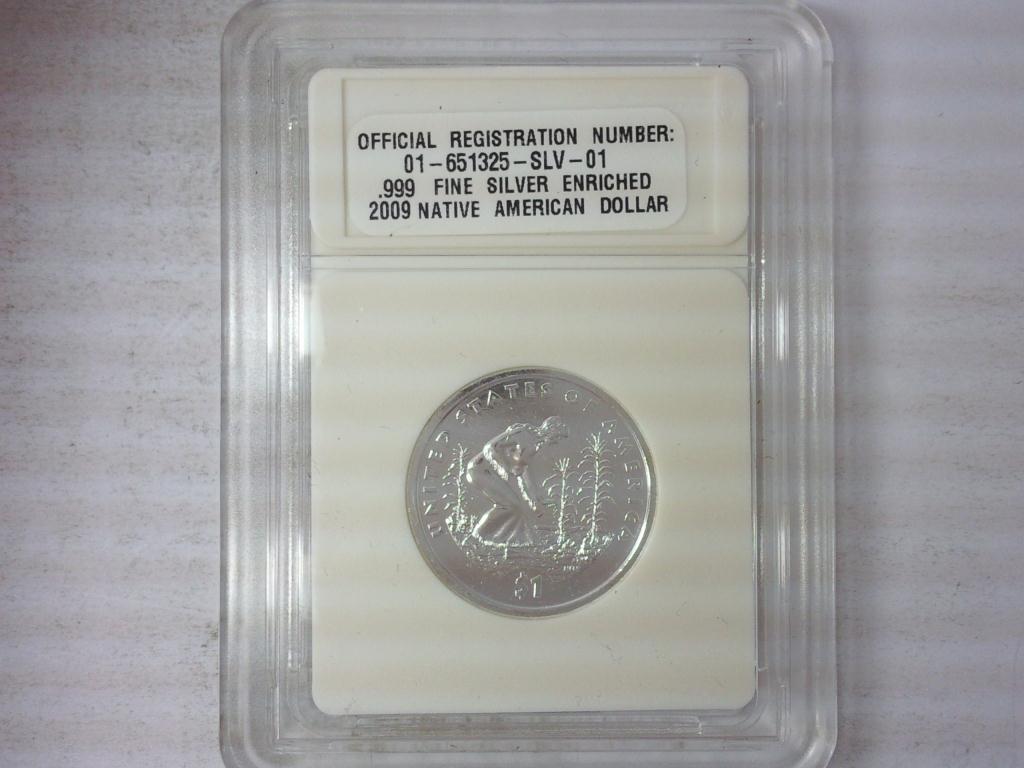 OFFICIAL REGISTRATION NUMBER:
01-651325-SLV-01
.999 FINE SILVER ENRICHED
2009 NATIVE AMERICAN DOLLAR
UNITED STATES OF AMERICA
$1